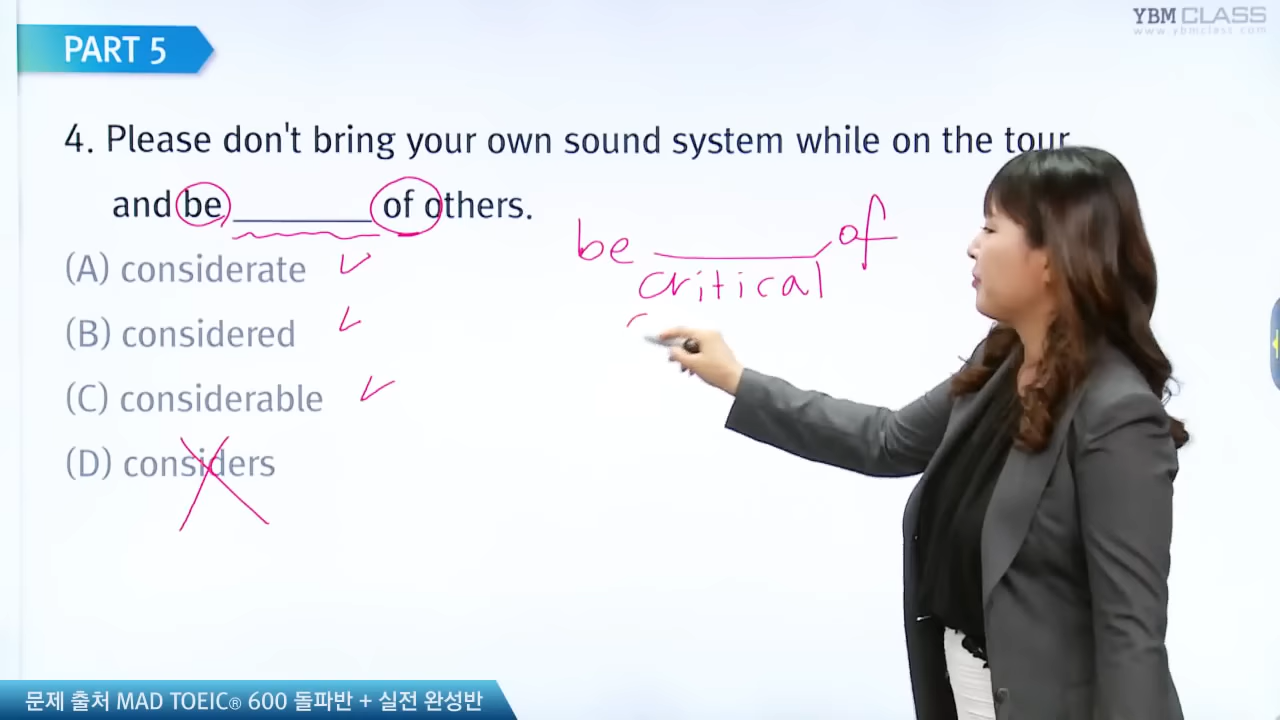 YBM CLASS
www.ybmclass.com
PART 5
4. Please don't bring your own sound system while on the tour
and be ________ of others.
be ________ of
critical
(A) considerate
(B) considered
(C) considerable
(D) considers
문제 출처 MAD TOEIC® 600 돌파반 + 실전 완성반